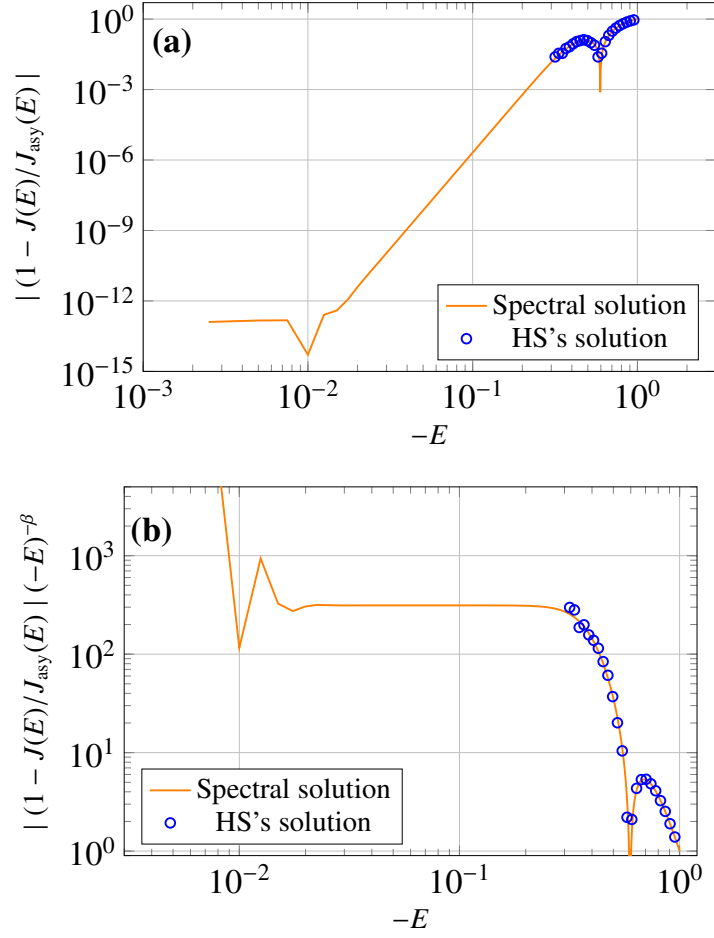 (a)
| (1 − J(E)/J_asy(E) |
10^0
10^−3
10^−6
10^−9
10^−12
10^−15
Spectral solution
HS's solution
10^−3
10^−2
10^−1
10^0
−E
(b)
| (1 − J(E)/J_asy(E) | (−E)^−β
10^3
10^2
10^1
10^0
Spectral solution
HS's solution
10^−2
10^−1
10^0
−E